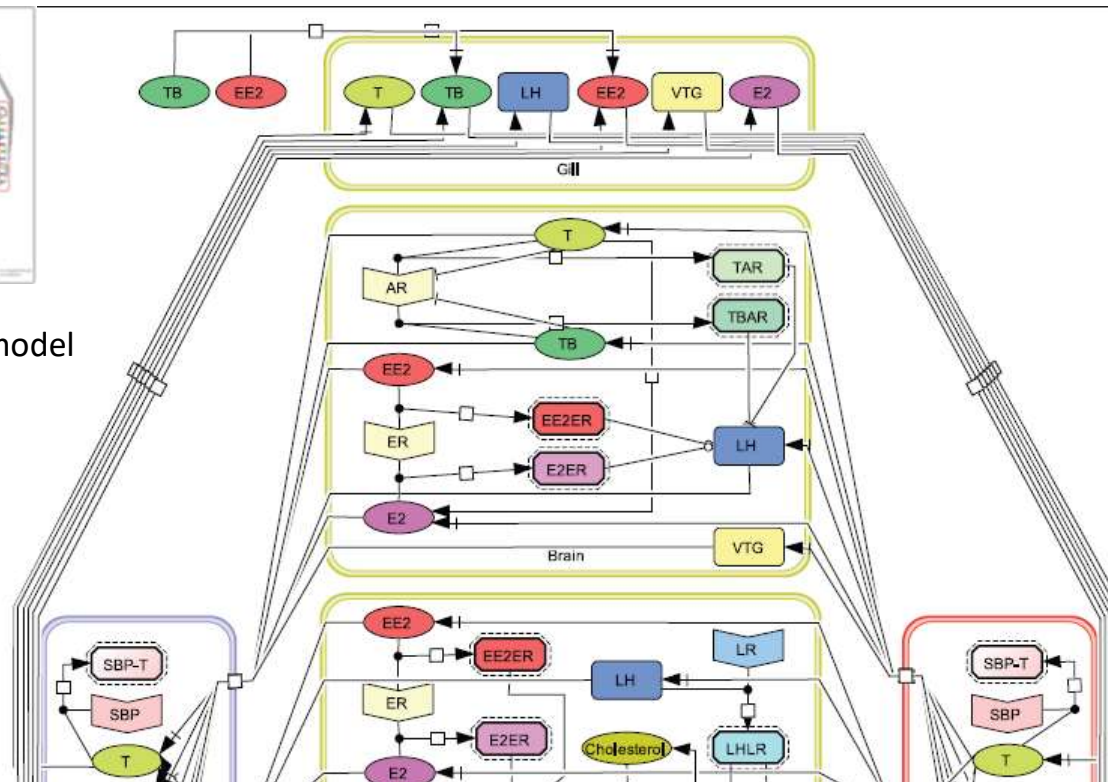 TB EE2 T TB LH EE2 VTG E2
Gill
T
TAR
AR
TBAR
TB
EE2
EE2ER
ER
LH
E2ER
E2
VTG
Brain
model
EE2
LR
SBP-T
EE2ER
SBP-T
LH
ER
SBP
SBP
E2ER
Cholesterol
LHLR
T
T
E2